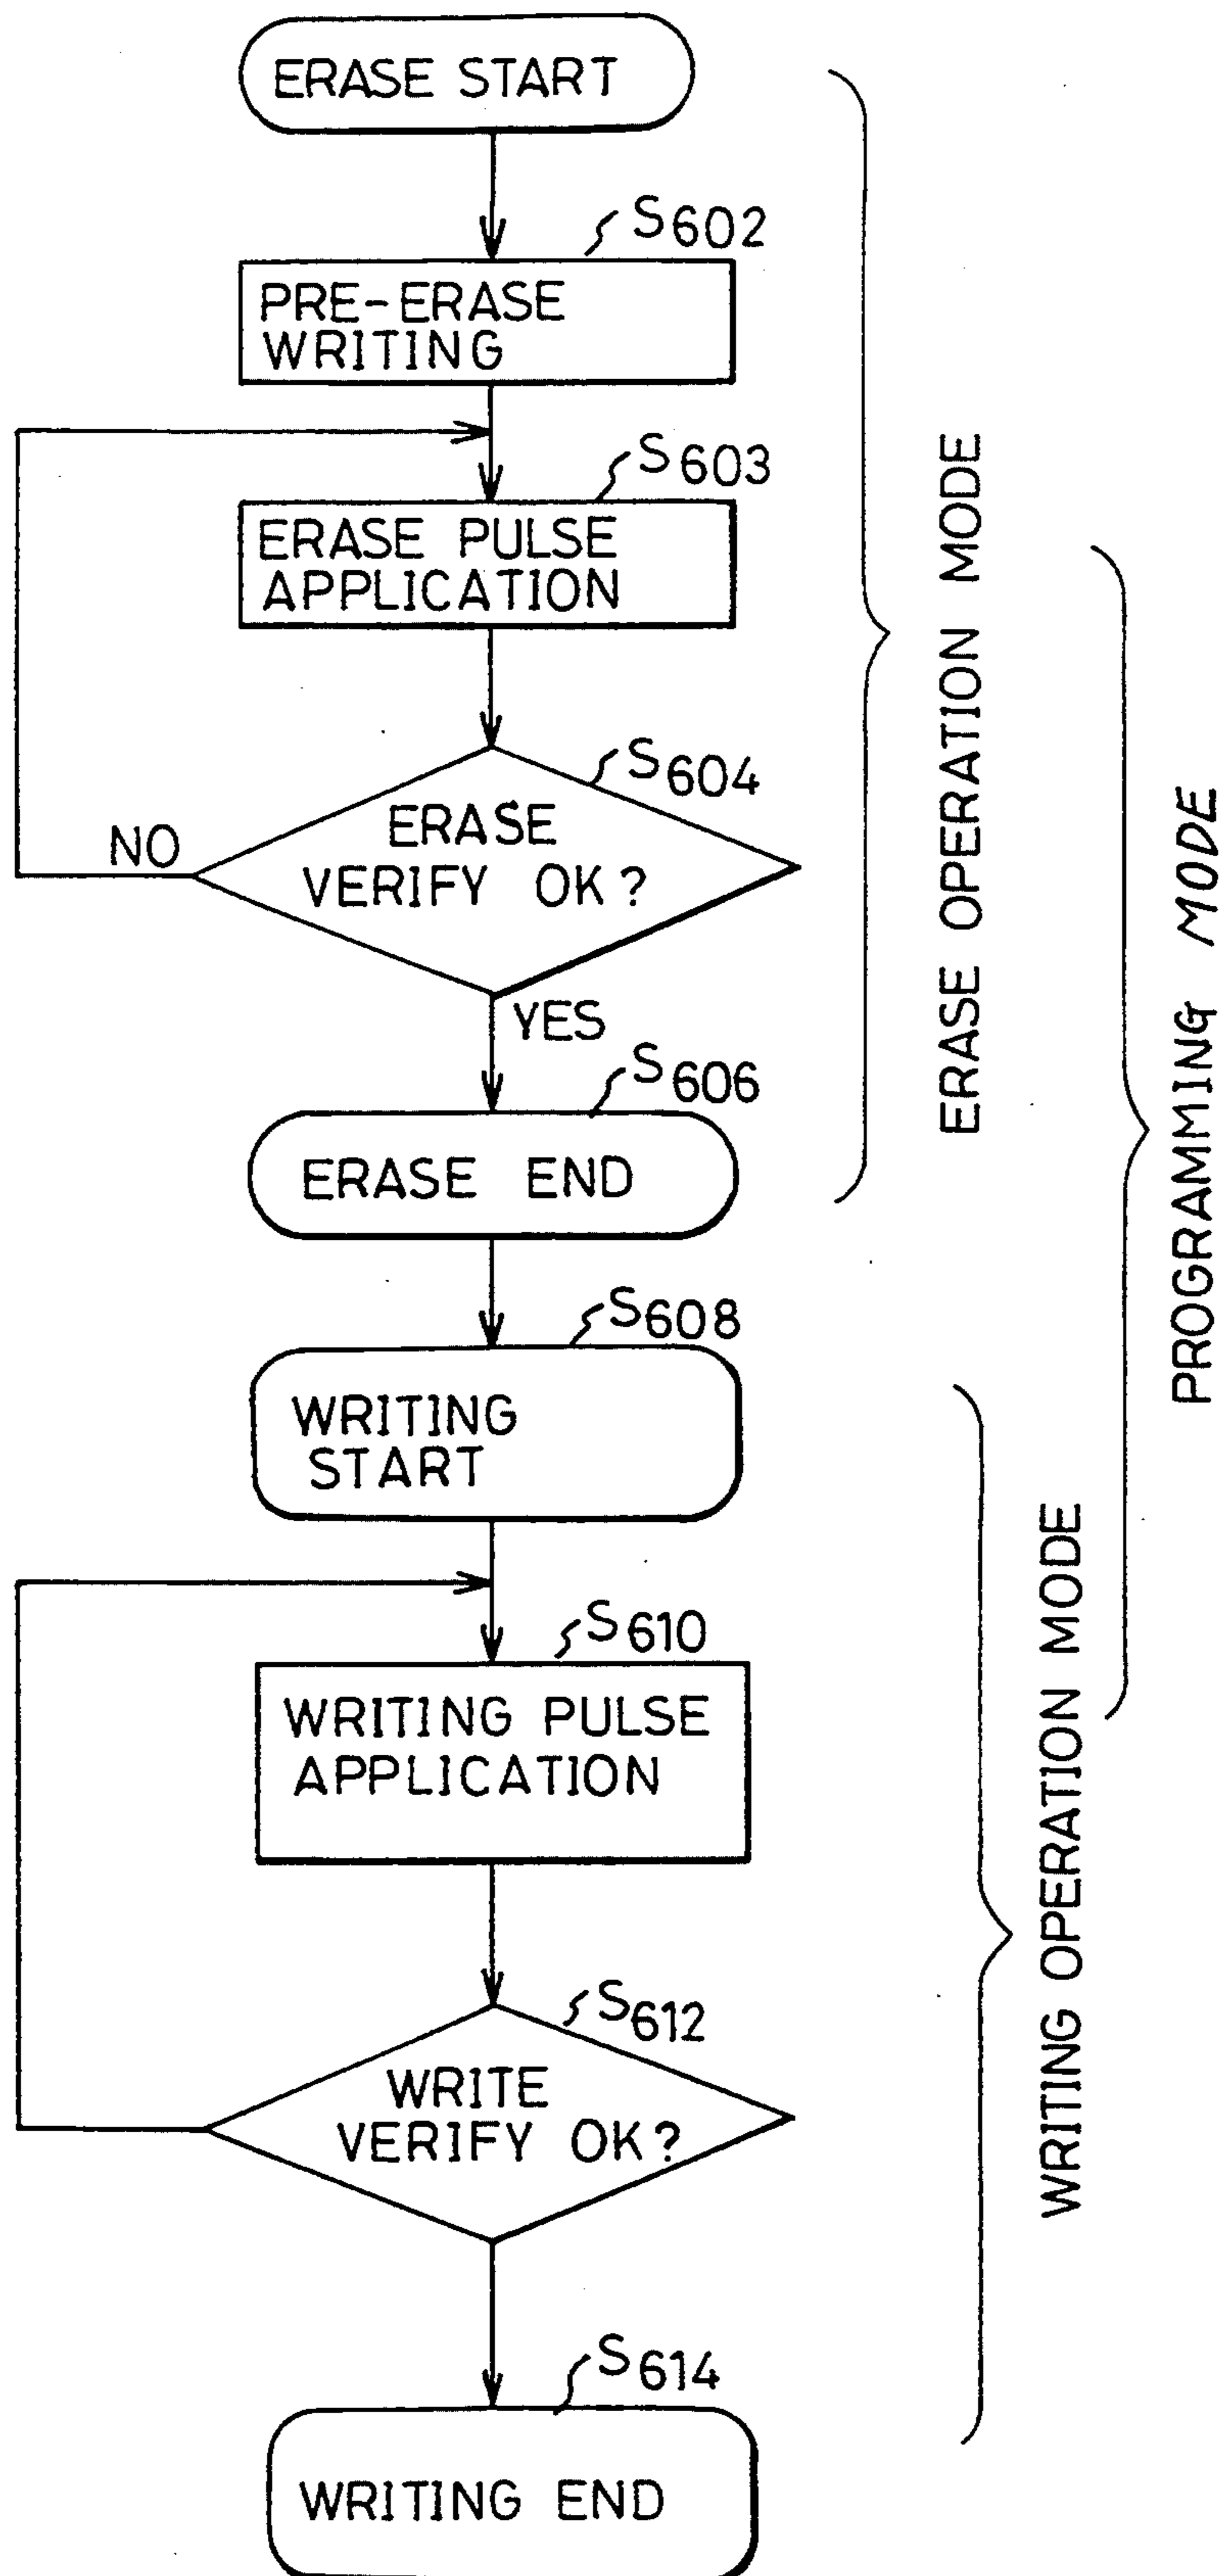 ERASE START
S602
PRE-ERASE
WRITING
S603
ERASE PULSE
APPLICATION
S604
ERASE
VERIFY OK?
NO
YES
S606
ERASE END
S608
WRITING
START
S610
WRITING PULSE
APPLICATION
S612
WRITE
VERIFY OK?
S614
WRITING END
ERASE OPERATION MODE
PROGRAMMING MODE
WRITING OPERATION MODE